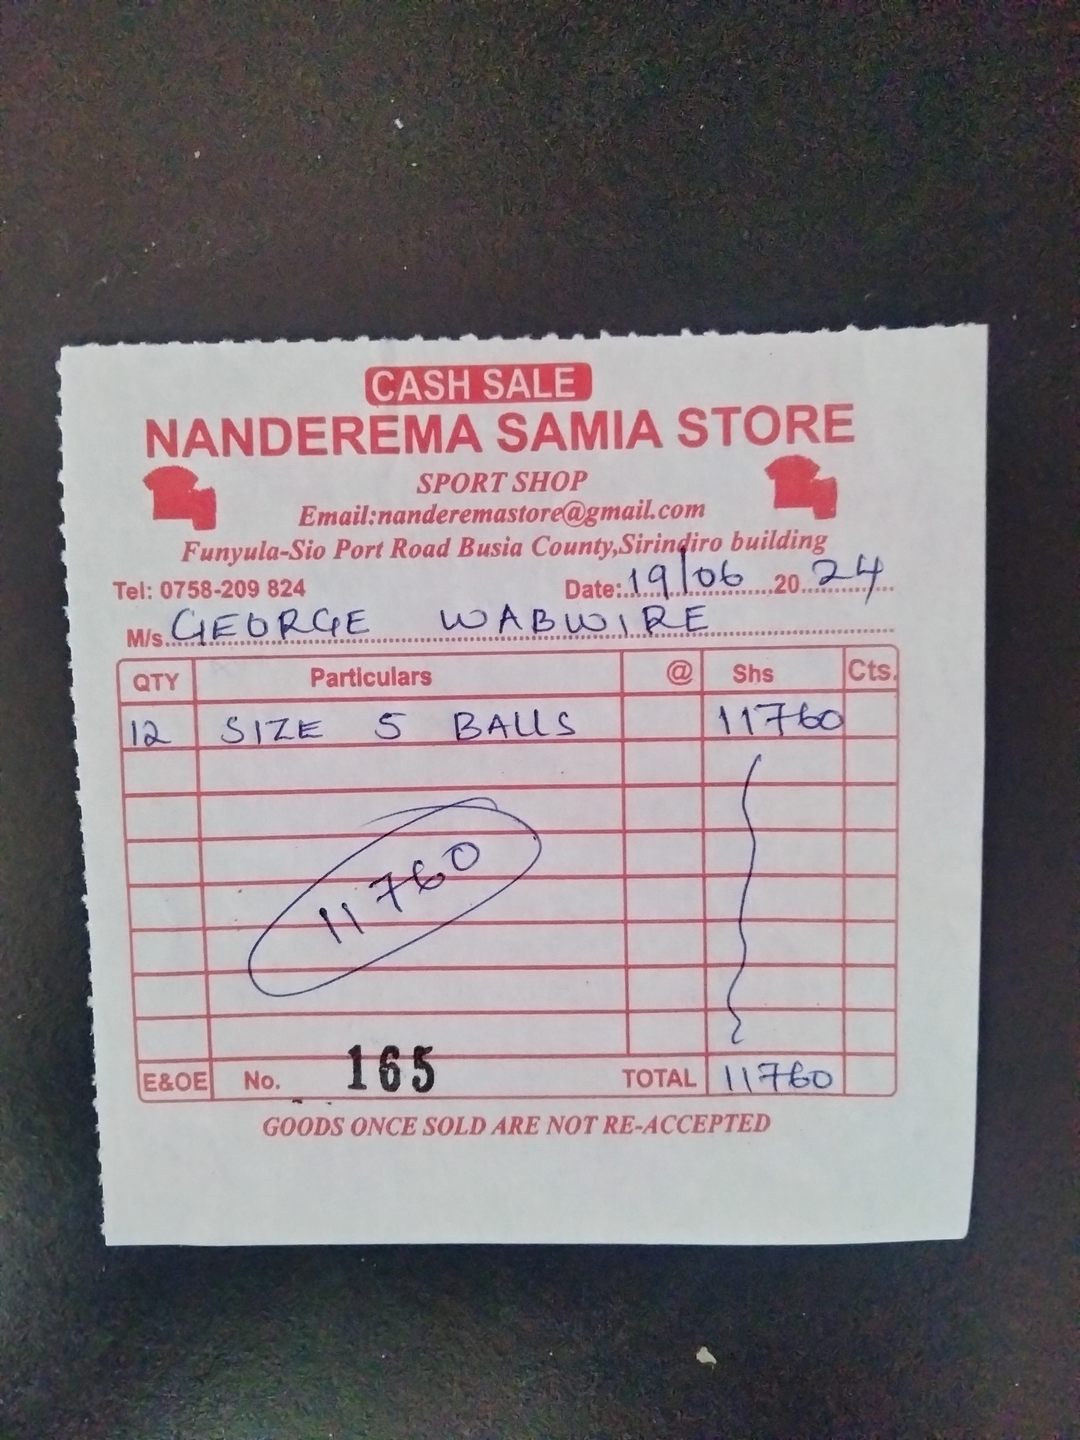 CASH SALE
NANDEREMA SAMIA STORE
SPORT SHOP
Email:nanderemastore@gmail.com
Funyula-Sio Port Road Busia County,Sirindiro building
Tel: 0758-209 824 Date:19/06 2024
M/s. GEORGE WABWIRE
QTY Particulars @ Shs Cts.
12 SIZE 5 BALLS 11760
11760
E&OE No. 165 TOTAL 11760
GOODS ONCE SOLD ARE NOT RE-ACCEPTED